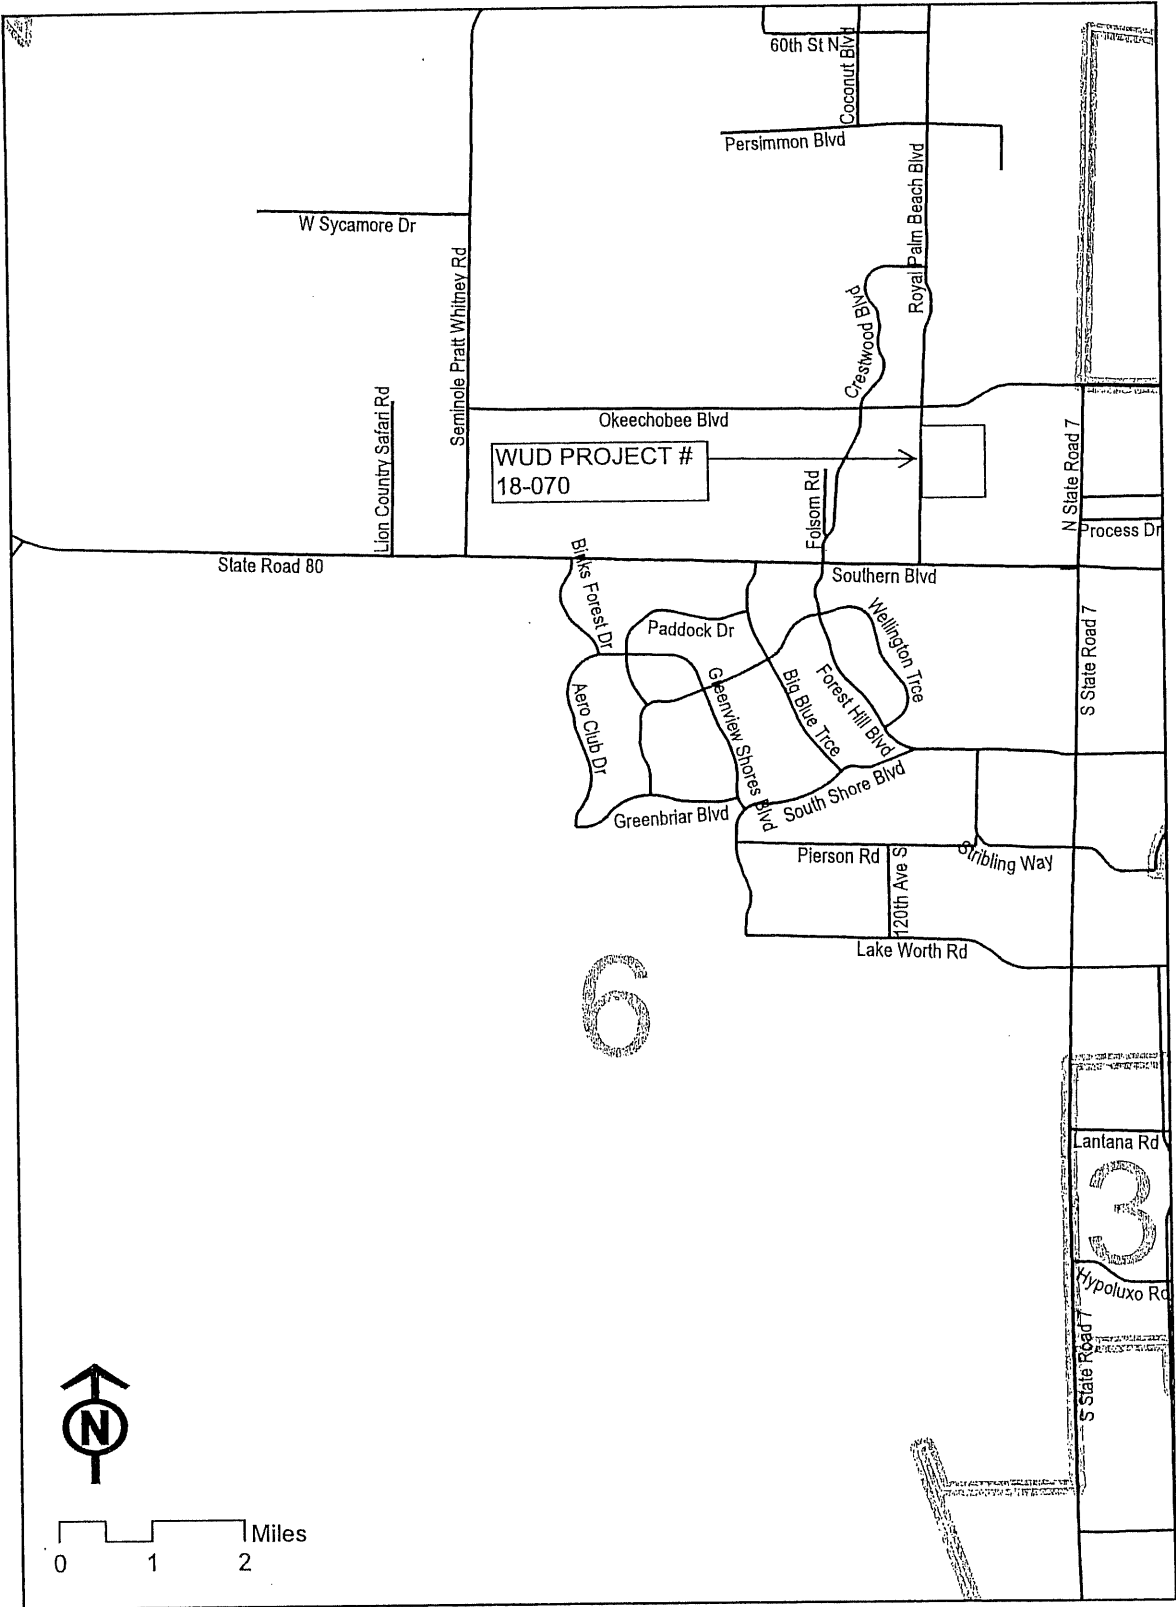 60th St N
Coconut Blvd
Persimmon Blvd
Royal Palm Beach Blvd
W Sycamore Dr
Seminole Pratt Whitney Rd
Crestwood Blvd
Lion Country Safari Rd
Okeechobee Blvd
WUD PROJECT #
18-070
Folsom Rd
N State Road 7
Process Dr
State Road 80
Southern Blvd
Binks Forest Dr
Paddock Dr
Wellington Trce
S State Road 7
Aero Club Dr
Greenview Shores Blvd
Big Blue Trce
Forest Hill Blvd
South Shore Blvd
Greenbriar Blvd
Pierson Rd
120th Ave S
Stribling Way
Lake Worth Rd
6
Lantana Rd
3
Hypoluxo Rd
S State Road 7
N
Miles
0 1 2